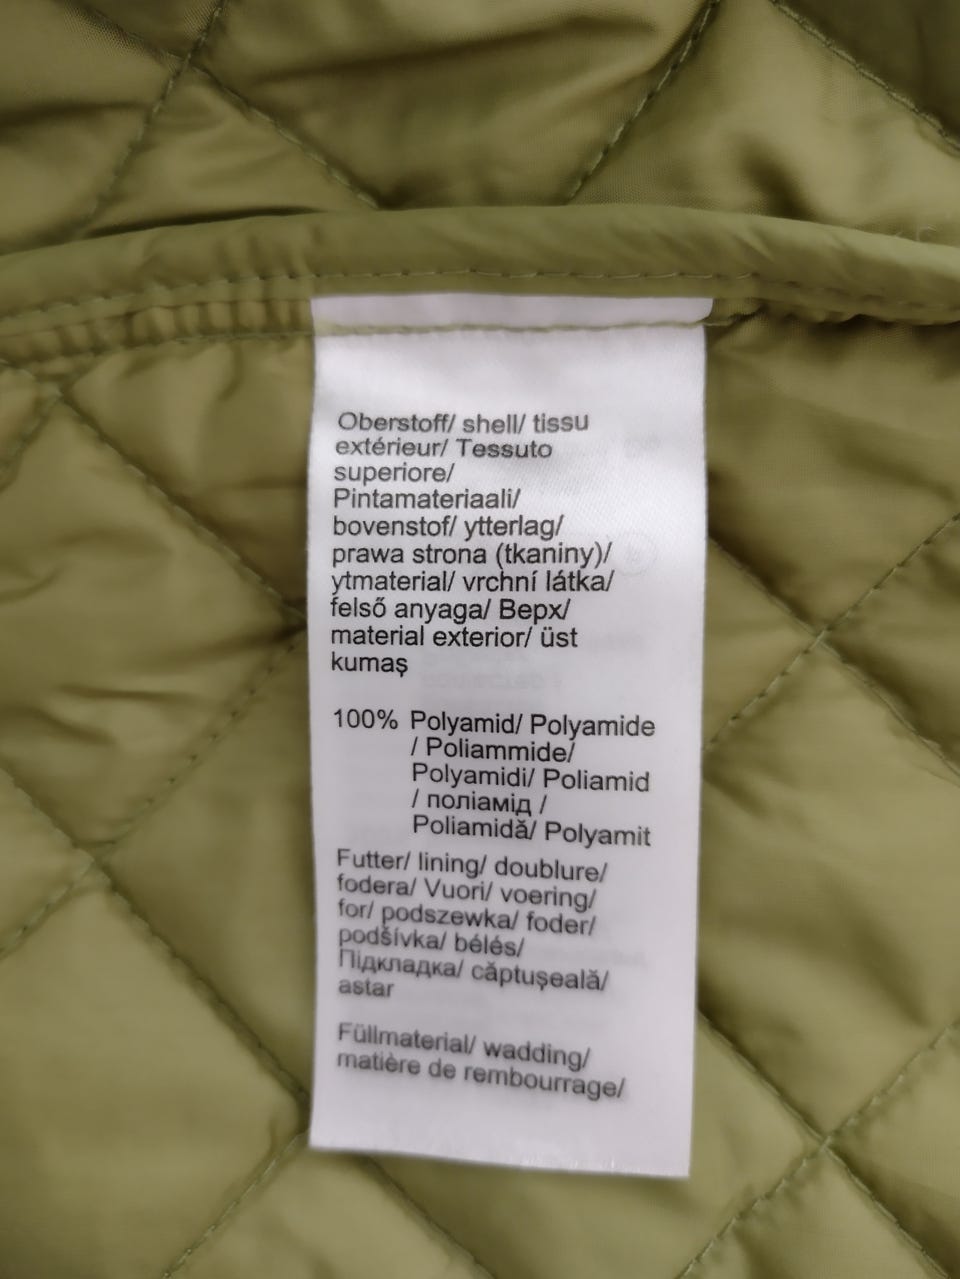 Oberstoff/ shell/ tissu
extérieur/ Tessuto
superiore/
Pintamateriaali/
bovenstof/ ytterlag/
prawa strona (tkaniny)/
ytmaterial/ vrchní látka/
felső anyaga/ Верх/
material exterior/ üst
kumaş
100% Polyamid/ Polyamide
/ Poliammide/
Polyamidi/ Poliamid
/ поліамід /
Poliamidă/ Polyamit
Futter/ lining/ doublure/
fodera/ Vuori/ voering/
for/ podszewka/ foder/
podšívka/ bélés/
Підкладка/ căptușeală/
astar
Füllmaterial/ wadding/
matière de rembourrage/